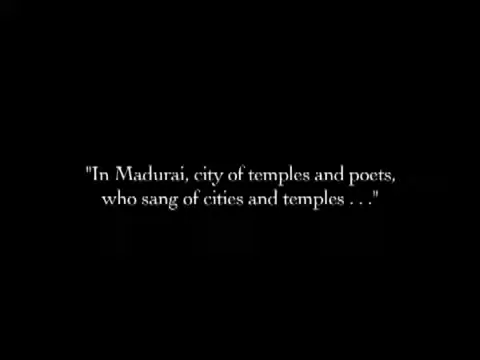 "In Madurai, city of temples and poets,
who sang of cities and temples . . ."